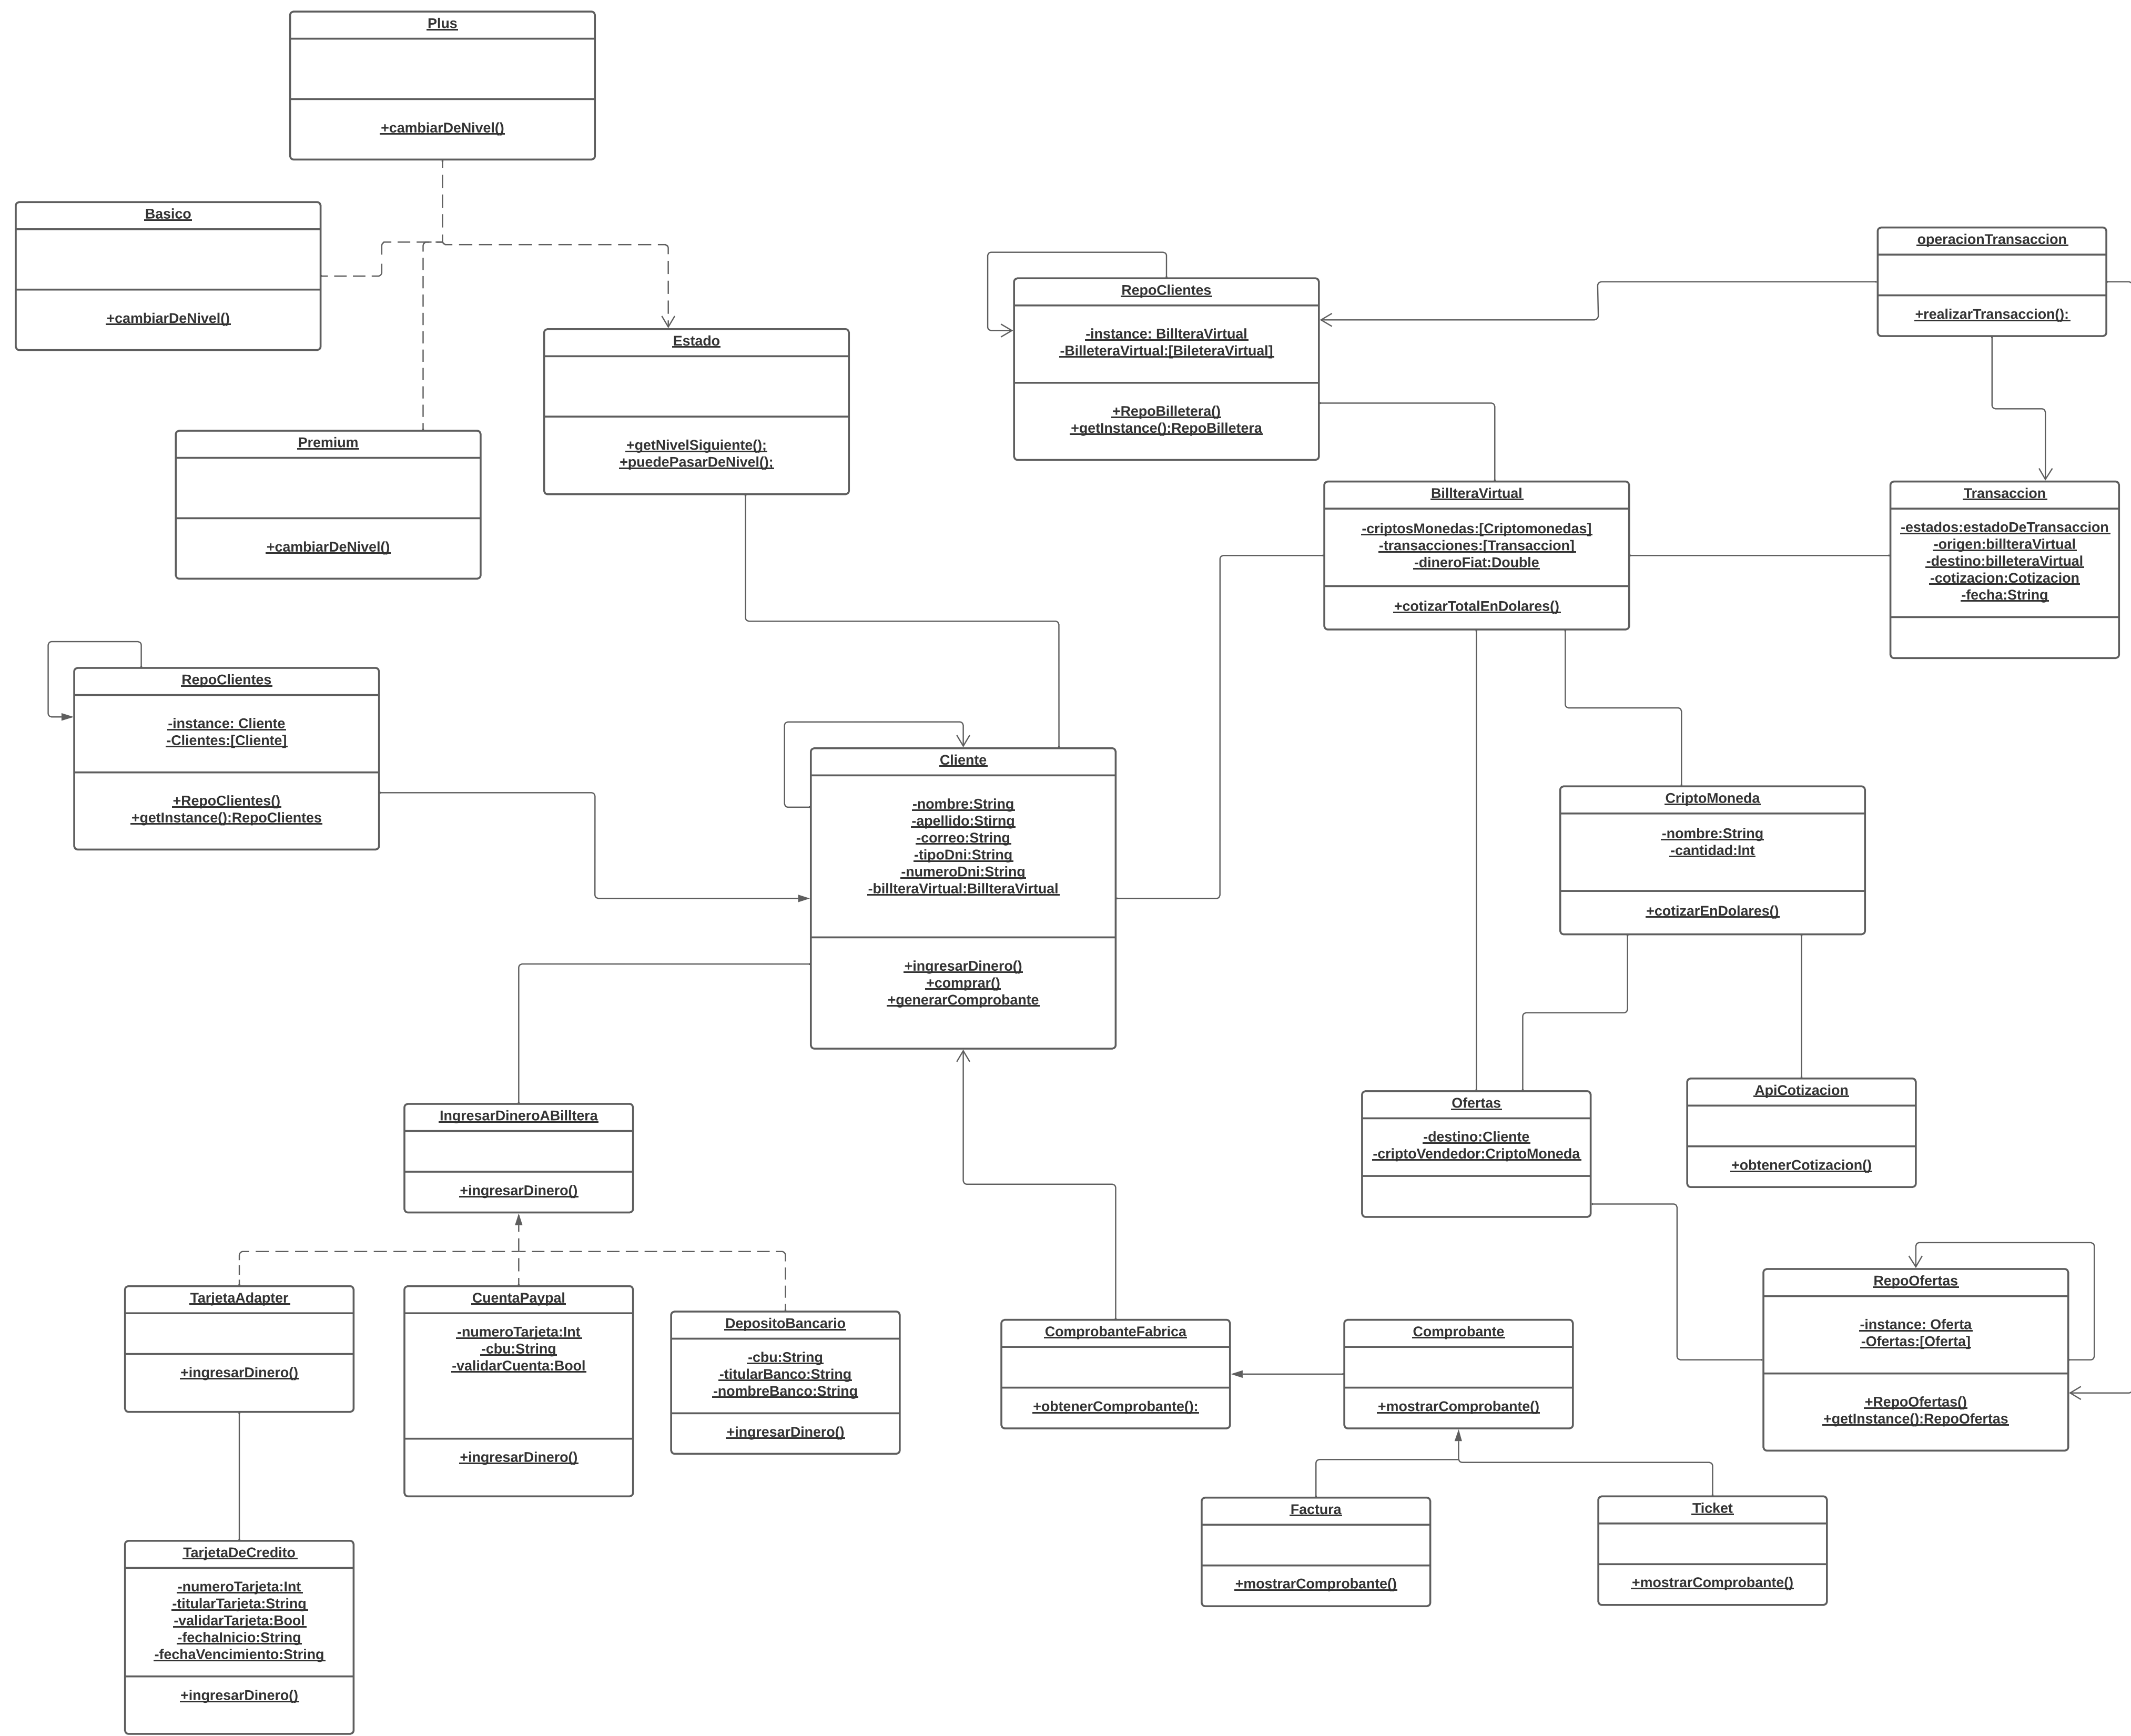 Plus
+cambiarDeNivel()
Basico
+cambiarDeNivel()
Premium
+cambiarDeNivel()
Estado
+getNivelSiguiente();
+puedePasarDeNivel();
RepoClientes
-instance: BillteraVirtual
-BilleteraVirtual:[BileteraVirtual]
+RepoBilletera()
+getInstance():RepoBilletera
operacionTransaccion
+realizarTransaccion():
BillteraVirtual
-criptosMonedas:[Criptomonedas]
-transacciones:[Transaccion]
-dineroFiat:Double
+cotizarTotalEnDolares()
Transaccion
-estados:estadoDeTransaccion
-origen:billteraVirtual
-destino:billeteraVirtual
-cotizacion:Cotizacion
-fecha:String
RepoClientes
-instance: Cliente
-Clientes:[Cliente]
+RepoClientes()
+getInstance():RepoClientes
Cliente
-nombre:String
-apellido:Stirng
-correo:String
-tipoDni:String
-numeroDni:String
-billteraVirtual:BillteraVirtual
+ingresarDinero()
+comprar()
+generarComprobante
CriptoMoneda
-nombre:String
-cantidad:Int
+cotizarEnDolares()
IngresarDineroABilltera
+ingresarDinero()
Ofertas
-destino:Cliente
-criptoVendedor:CriptoMoneda
ApiCotizacion
+obtenerCotizacion()
TarjetaAdapter
+ingresarDinero()
CuentaPaypal
-numeroTarjeta:Int
-cbu:String
-validarCuenta:Bool
+ingresarDinero()
DepositoBancario
-cbu:String
-titularBanco:String
-nombreBanco:String
+ingresarDinero()
ComprobanteFabrica
+obtenerComprobante():
Comprobante
+mostrarComprobante()
RepoOfertas
-instance: Oferta
-Ofertas:[Oferta]
+RepoOfertas()
+getInstance():RepoOfertas
Factura
+mostrarComprobante()
Ticket
+mostrarComprobante()
TarjetaDeCredito
-numeroTarjeta:Int
-titularTarjeta:String
-validarTarjeta:Bool
-fechaInicio:String
-fechaVencimiento:String
+ingresarDinero()